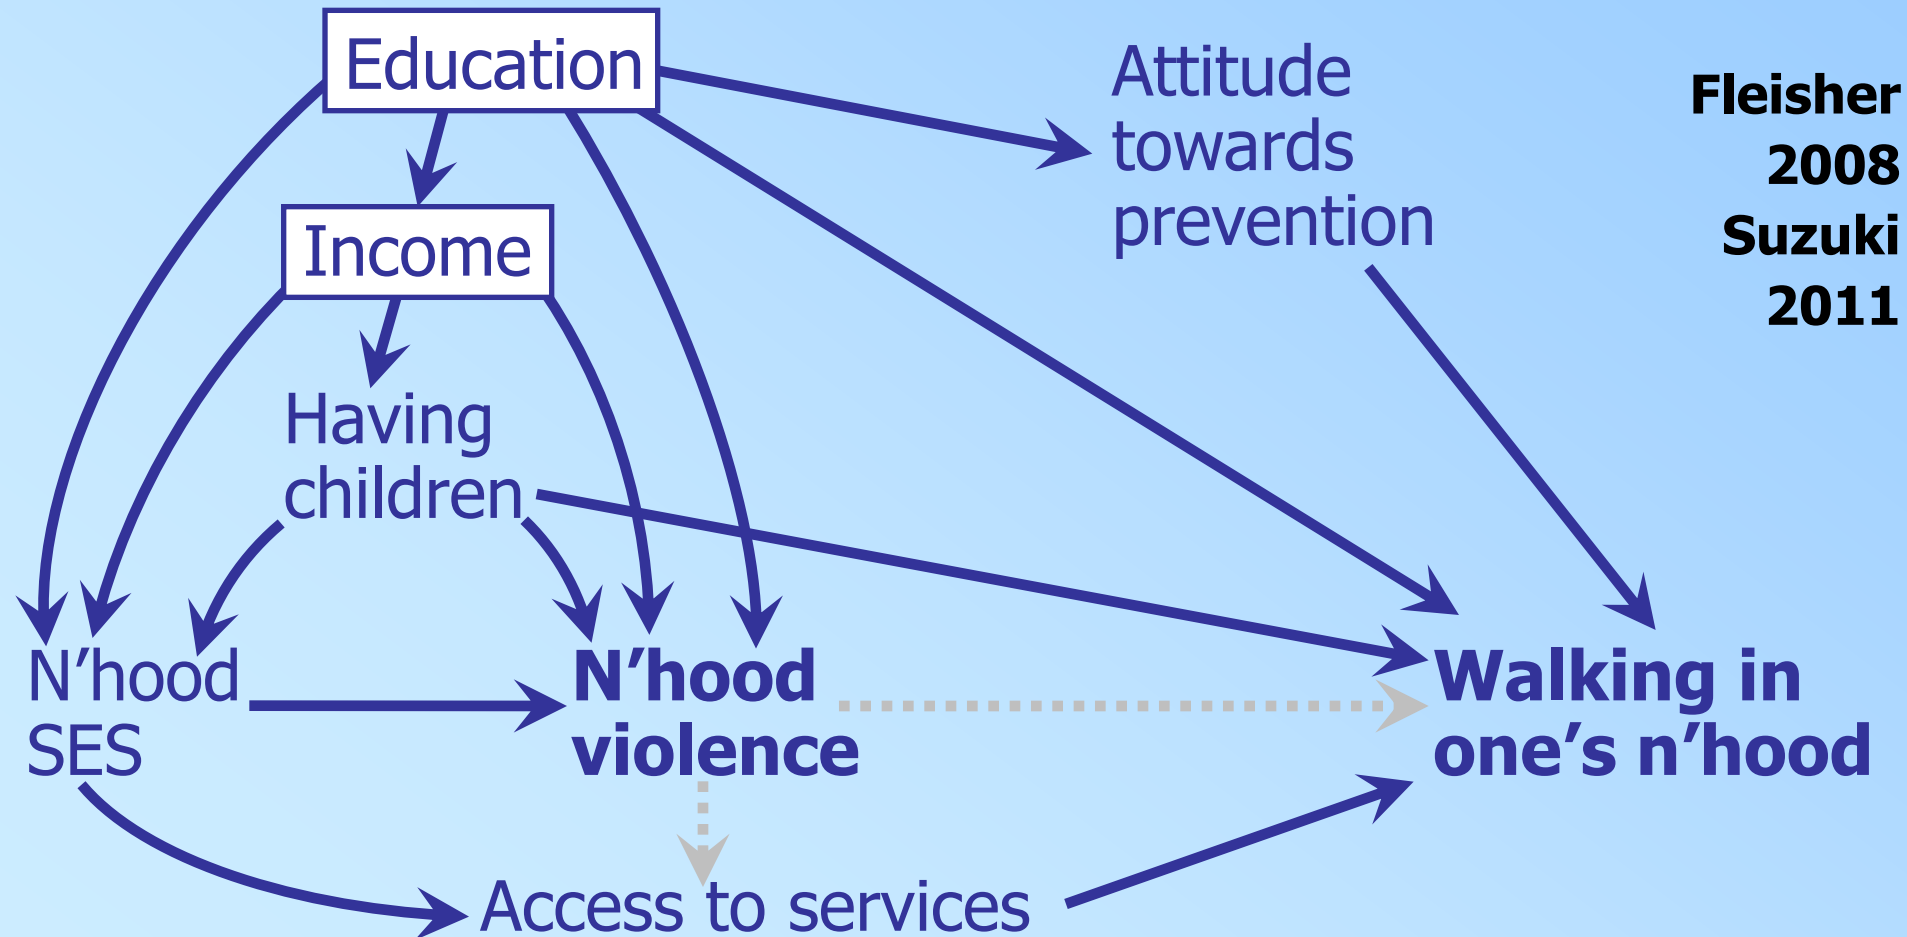 Education
Attitude
towards
prevention
Fleisher
2008
Suzuki
2011
Income
Having
children
N’hood
SES
N’hood
violence
Walking in
one’s n’hood
Access to services